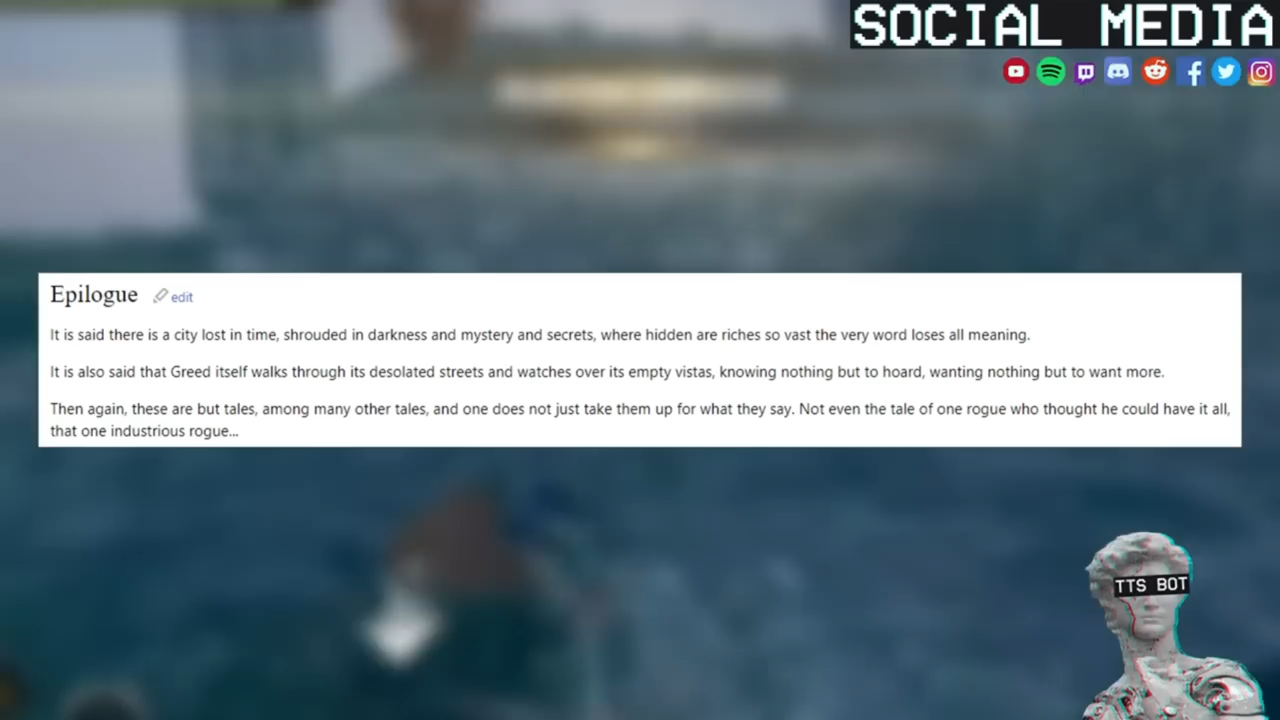 SOCIAL MEDIA
Epilogue edit
It is said there is a city lost in time, shrouded in darkness and mystery and secrets, where hidden are riches so vast the very word loses all meaning.
It is also said that Greed itself walks through its desolated streets and watches over its empty vistas, knowing nothing but to hoard, wanting nothing but to want more.
Then again, these are but tales, among many other tales, and one does not just take them up for what they say. Not even the tale of one rogue who thought he could have it all,
that one industrious rogue...
TTS BOT